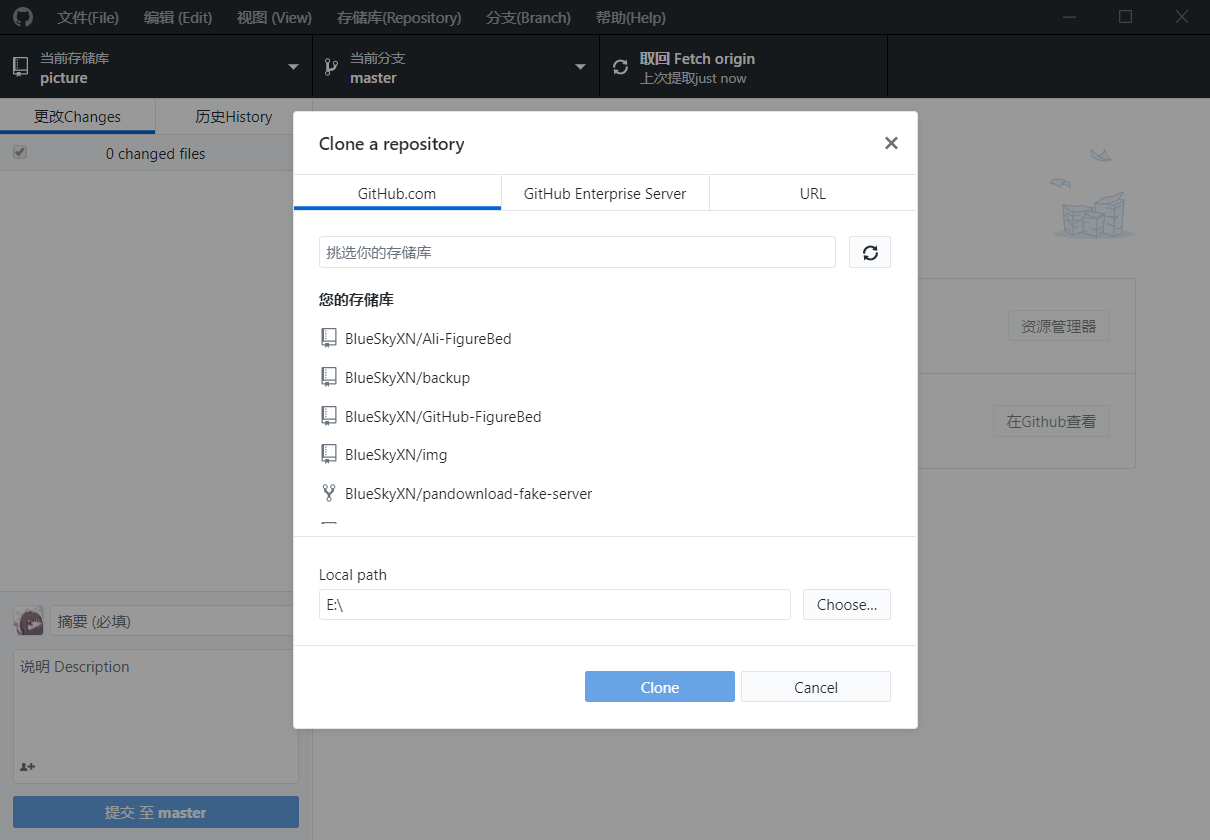 文件(File) 编辑 (Edit) 视图 (View) 存储库(Repository) 分支(Branch) 帮助(Help)
当前存储库
picture
当前分支
master
取回 Fetch origin
上次提取just now
更改Changes
历史History
0 changed files
Clone a repository
GitHub.com
GitHub Enterprise Server
URL
挑选你的存储库
您的存储库
BlueSkyXN/Ali-FigureBed
BlueSkyXN/backup
BlueSkyXN/GitHub-FigureBed
BlueSkyXN/img
BlueSkyXN/pandownload-fake-server
资源管理器
在Github查看
Local path
E:\
Choose...
Clone
Cancel
摘要 (必填)
说明 Description
提交 至 master